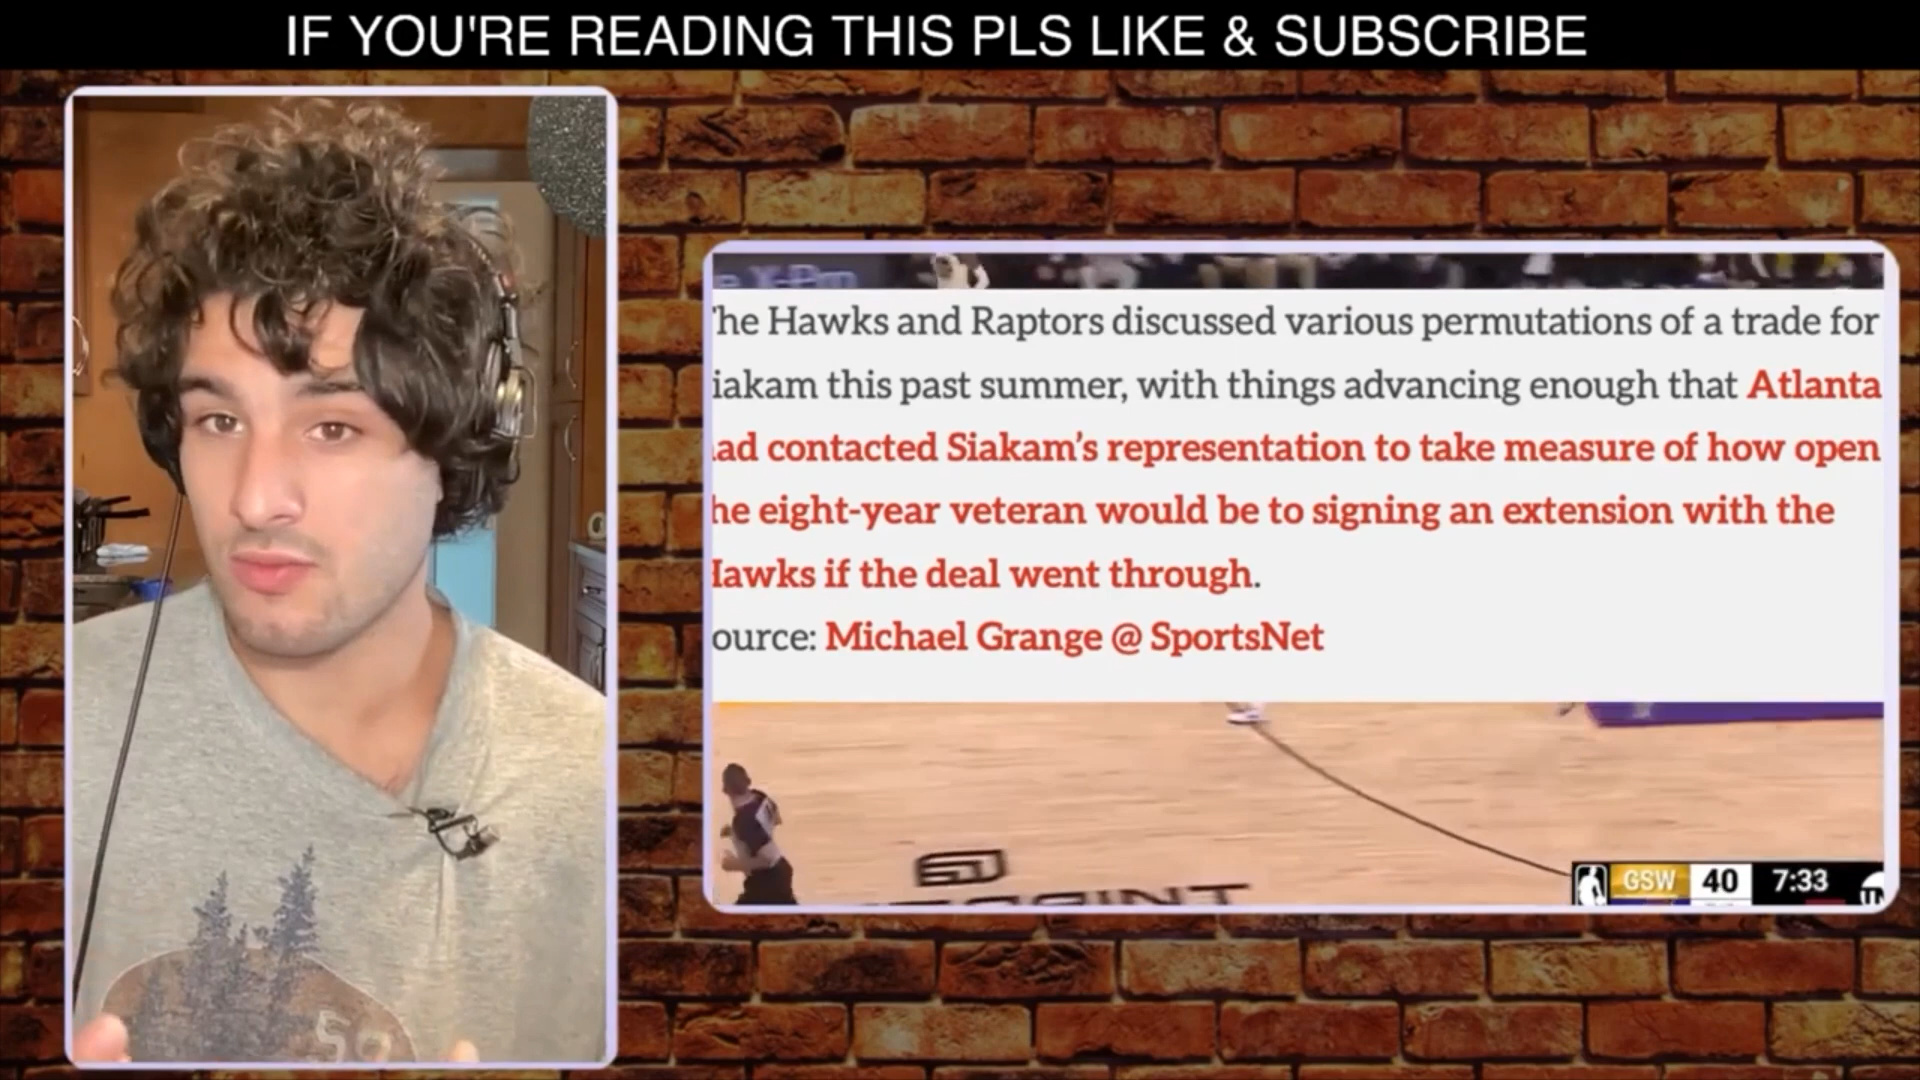 IF YOU'RE READING THIS PLS LIKE & SUBSCRIBE
he Hawks and Raptors discussed various permutations of a trade for
iakam this past summer, with things advancing enough that Atlanta
ad contacted Siakam's representation to take measure of how open
he eight-year veteran would be to signing an extension with the
awks if the deal went through.
ource: Michael Grange @ SportsNet
GSW 40 7:33